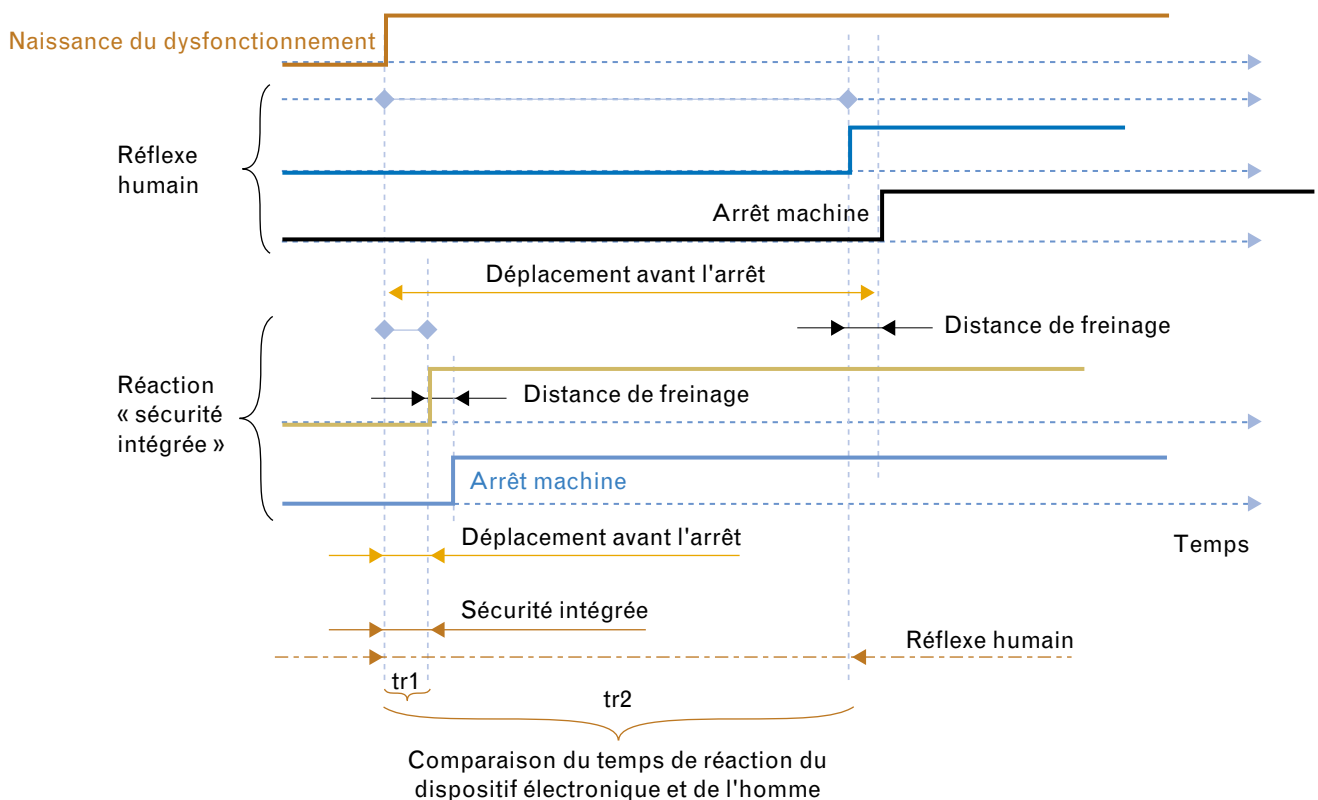 Naissance du dysfonctionnement
Réflexe
humain
Arrêt machine
Déplacement avant l'arrêt
Distance de freinage
Réaction
« sécurité
intégrée »
Distance de freinage
Arrêt machine
Déplacement avant l'arrêt
Temps
Sécurité intégrée
Réflexe humain
tr1
tr2
Comparaison du temps de réaction du
dispositif électronique et de l'homme